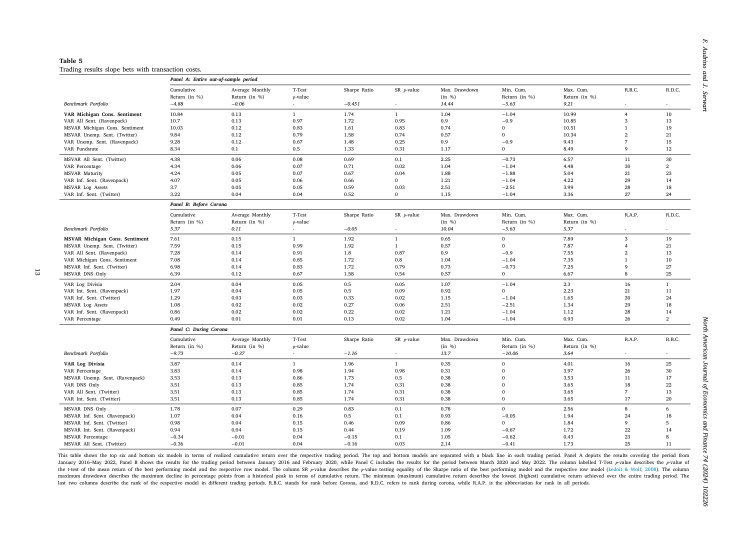 F. Audrino and J. Serwart
Table 5
Trading results slope bets with transaction costs.
Panel A: Entire out-of-sample period
Cumulative Average Monthly T-Test Sharpe Ratio SR p-value Max. Drawdown Min. Cum. Max. Cum. R.B.C. R.D.C.
Return (in %) Return (in %) p-value (in %) Return (in %) Return (in %)
Benchmark Portfolio −4.88 −0.06 - −0.451 - 14.44 −5.63 9.21 - -
VAR Michigan Cons. Sentiment 10.84 0.13 1 1.74 1 1.04 −1.04 10.99 4 10
VAR All Sent. (Ravenpack) 10.7 0.13 0.97 1.72 0.95 0.9 −0.9 10.85 3 13
MSVAR Michigan Cons. Sentiment 10.03 0.12 0.83 1.61 0.83 0.74 0 10.51 1 19
MSVAR Unemp. Sent. (Twitter) 9.84 0.12 0.79 1.58 0.74 0.57 0 10.34 2 21
VAR Unemp. Sent. (Ravenpack) 9.28 0.12 0.67 1.48 0.25 0.9 −0.9 9.43 7 15
VAR Fundsrate 8.34 0.1 0.5 1.33 0.31 1.17 0 8.49 9 12
MSVAR All Sent. (Twitter) 4.38 0.06 0.08 0.69 0.1 2.25 −0.73 6.57 11 30
VAR Percentage 4.34 0.06 0.07 0.71 0.02 1.04 −1.04 4.48 30 2
MSVAR Maturity 4.24 0.05 0.07 0.67 0.04 1.88 −1.88 5.04 21 23
VAR Inf. Sent. (Ravenpack) 4.07 0.05 0.06 0.66 0 1.21 −1.04 4.22 29 14
MSVAR Log Assets 3.7 0.05 0.05 0.59 0.03 2.51 −2.51 3.99 28 18
VAR Inf. Sent. (Twitter) 3.22 0.04 0.04 0.52 0 1.15 −1.04 3.36 27 24
Panel B: Before Corona
Cumulative Average Monthly T-Test Sharpe Ratio SR p-value Max. Drawdown Min. Cum. Max. Cum. R.A.P. R.D.C.
Return (in %) Return (in %) p-value (in %) Return (in %) Return (in %)
Benchmark Portfolio 5.37 0.11 - −0.05 - 10.04 −5.63 5.37 - -
MSVAR Michigan Cons. Sentiment 7.61 0.15 1 1.92 1 0.65 0 7.89 3 19
MSVAR Unemp. Sent. (Twitter) 7.59 0.15 0.99 1.92 1 0.57 0 7.87 4 21
VAR All Sent. (Ravenpack) 7.28 0.14 0.91 1.8 0.87 0.9 −0.9 7.55 2 13
VAR Michigan Cons. Sentiment 7.08 0.14 0.85 1.72 0.8 1.04 −1.04 7.35 1 10
MSVAR Inf. Sent. (Twitter) 6.98 0.14 0.83 1.72 0.79 0.73 −0.73 7.25 9 27
MSVAR DNS Only 6.39 0.12 0.67 1.58 0.54 0.57 0 6.67 8 25
VAR Log Divisia 2.04 0.04 0.05 0.5 0.05 1.07 −1.04 2.3 16 1
VAR Int. Sent. (Ravenpack) 1.97 0.04 0.05 0.5 0.09 0.92 0 2.23 21 11
MSVAR Inf. Sent. (Twitter) 1.29 0.03 0.03 0.33 0.02 1.15 −1.04 1.65 30 24
MSVAR Log Assets 1.08 0.02 0.02 0.27 0.06 2.51 −2.51 1.34 29 18
VAR Inf. Sent. (Ravenpack) 0.86 0.02 0.02 0.22 0.02 1.21 −1.04 1.12 28 14
VAR Percentage 0.49 0.01 0.01 0.13 0.02 1.04 −1.04 0.93 26 2
Panel C: During Corona
Cumulative Average Monthly T-Test Sharpe Ratio SR p-value Max. Drawdown Min. Cum. Max. Cum. R.A.P. R.B.C.
Return (in %) Return (in %) p-value (in %) Return (in %) Return (in %)
Benchmark Portfolio −9.73 −0.37 - −1.16 - 13.7 −10.06 3.64 - -
VAR Log Divisia 3.87 0.14 1 1.96 1 0.35 0 4.01 16 25
VAR Percentage 3.83 0.14 0.98 1.94 0.98 0.31 0 3.97 26 30
MSVAR Unemp. Sent. (Ravenpack) 3.53 0.13 0.86 1.73 0.5 0.38 0 3.53 11 17
VAR DNS Only 3.51 0.13 0.85 1.74 0.31 0.38 0 3.65 18 22
VAR All Sent. (Twitter) 3.51 0.13 0.85 1.74 0.31 0.38 0 3.65 7 13
VAR Int. Sent. (Twitter) 3.51 0.13 0.85 1.74 0.31 0.38 0 3.65 17 20
MSVAR DNS Only 1.78 0.07 0.29 0.83 0.1 0.78 0 2.56 8 6
MSVAR Inf. Sent. (Ravenpack) 1.07 0.04 0.16 0.5 0.1 0.93 −0.05 1.94 24 18
MSVAR Inf. Sent. (Twitter) 0.98 0.04 0.15 0.46 0.09 0.86 0 1.84 9 5
MSVAR Int. Sent. (Ravenpack) 0.94 0.04 0.15 0.44 0.19 1.09 −0.67 1.72 22 14
MSVAR Percentage −0.34 −0.01 0.04 −0.15 0.1 1.05 −0.62 0.43 23 8
MSVAR All Sent. (Twitter) −0.36 −0.01 0.04 −0.16 0.03 2.14 −0.41 1.73 25 11
This table shows the top six and bottom six models in terms of realized cumulative return over the respective trading period. The top and bottom models are separated with a black line in each trading period. Panel A depicts the results covering the period from
January 2016–May 2022, Panel B shows the results for the trading period between January 2016 and February 2020, while Panel C includes the results for the period between March 2020 and May 2022. The column labelled T-Test p-value describes the p-value of
the t-test of the mean return of the best performing model and the respective row model. The column SR p-value describes the p-value testing equality of the Sharpe ratio of the best performing model and the respective row model (Ledoit & Wolf, 2008). The column
maximum drawdown describes the maximum decline in percentage points from a historical peak in terms of cumulative return. The minimum (maximum) cumulative return describes the lowest (highest) cumulative return achieved over the entire trading period. The
last two columns describe the rank of the respective model in different trading periods. R.B.C. stands for rank before Corona, and R.D.C. refers to rank during corona, while R.A.P. is the abbreviation for rank in all periods.
13
North American Journal of Economics and Finance 74 (2024) 102226